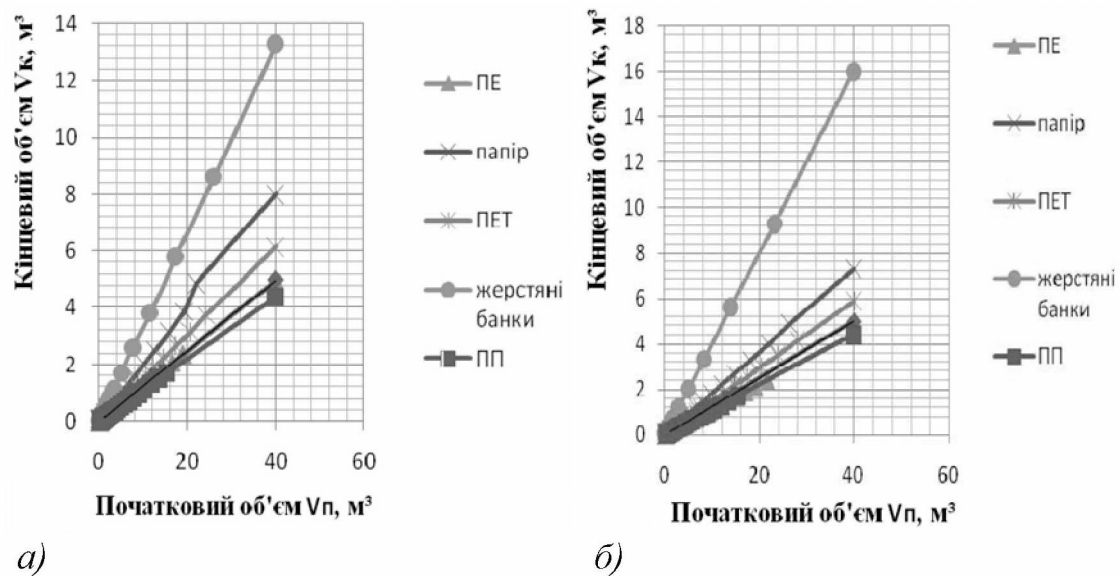 Кінцевий об'єм Vк, м³
14
12
10
8
6
4
2
0
0 20 40 60
Початковий об'єм Vп, м³
ПЕ
папір
ПЕТ
жерстяні
банки
ПП
а)
Кінцевий об'єм Vк, м³
18
16
14
12
10
8
6
4
2
0
0 20 40 60
Початковий об'єм Vп, м³
ПЕ
папір
ПЕТ
жерстяні
банки
ПП
б)